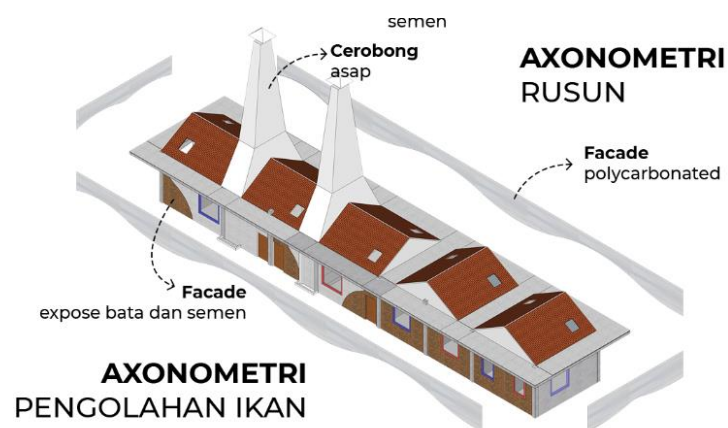 semen
Cerobong
asap
AXONOMETRI
RUSUN
Facade
polycarbonated
Facade
expose bata dan semen
AXONOMETRI
PENGOLAHAN IKAN